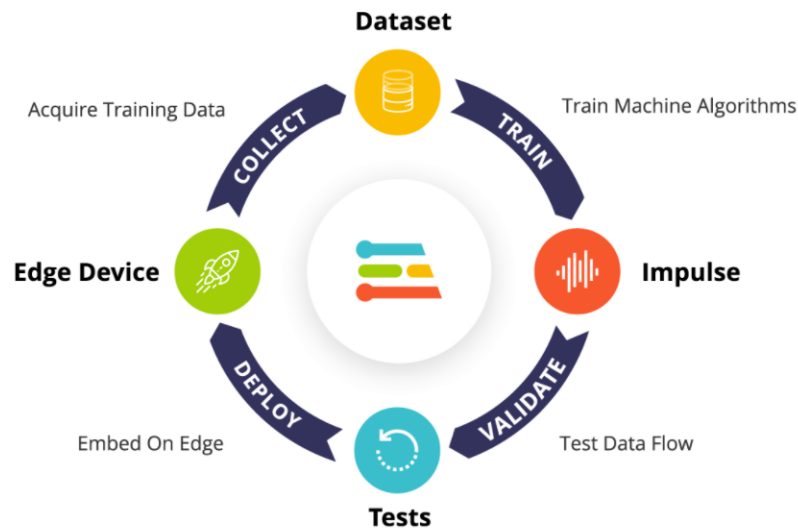 Dataset
Acquire Training Data
COLLECT
TRAIN
Train Machine Algorithms
Edge Device
Impulse
DEPLOY
VALIDATE
Embed On Edge
Test Data Flow
Tests